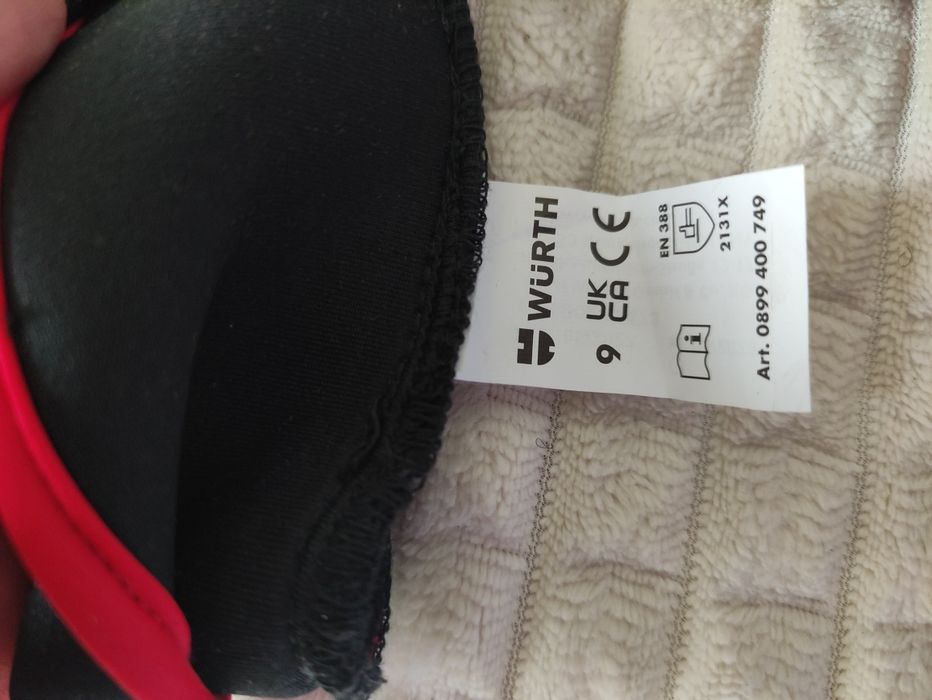 WÜRTH
9 UK CA CE
EN 388
2131X
i
Art. 0899 400 749